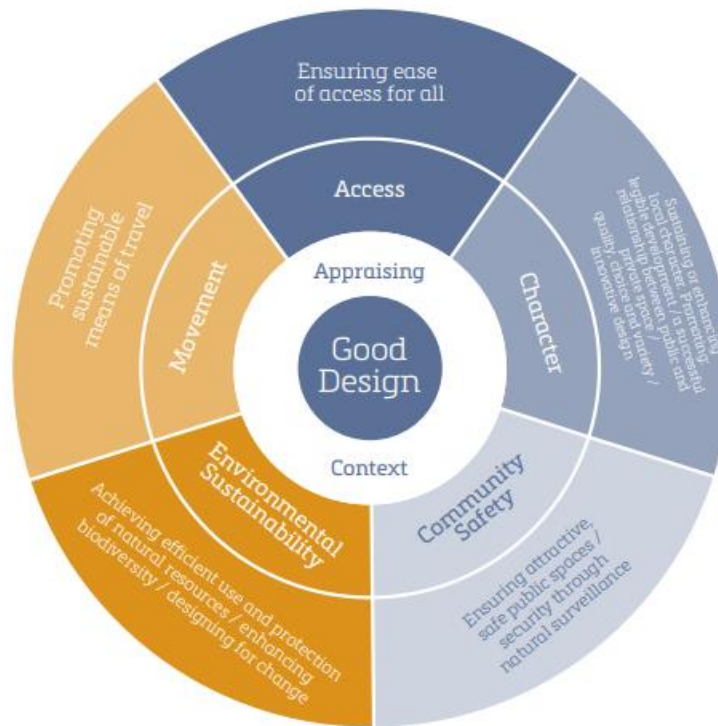 Ensuring ease
of access for all
Access
Sustaining or enhancing
local character. Promoting
legible development / a successful
relationship between public and
private space /
quality, choice and variety /
innovative design
Character
Ensuring attractive,
safe public spaces /
security through
natural surveillance
Community
Safety
Achieving efficient use and protection
of natural resources / enhancing
biodiversity / designing for change
Environmental
Sustainability
Promoting
sustainable
means of travel
Movement
Appraising
Good
Design
Context